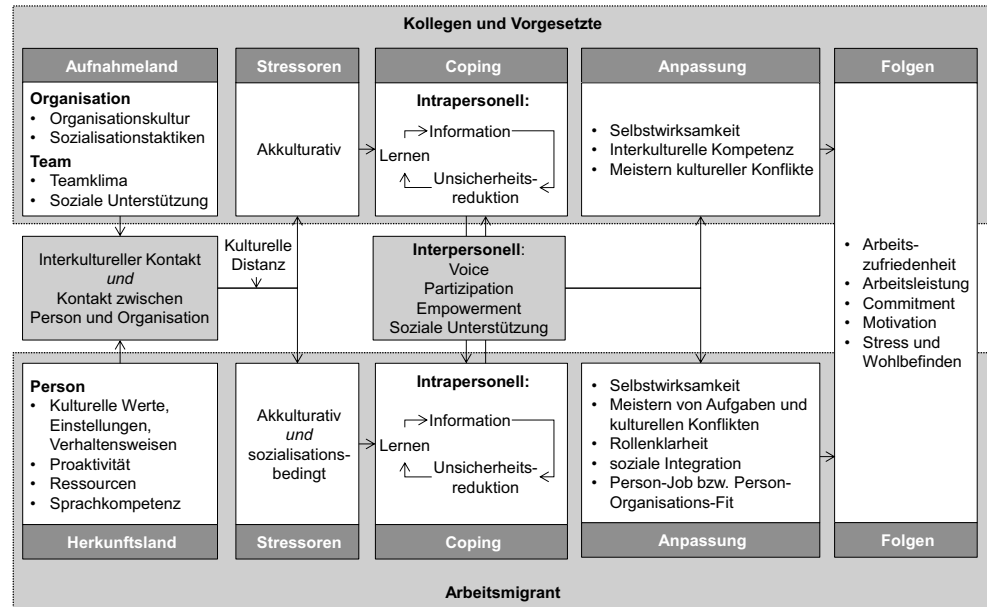 Kollegen und Vorgesetzte
Aufnahmeland
Stressoren
Coping
Anpassung
Folgen
Organisation
• Organisationskultur
• Sozialisationstaktiken
Team
• Teamklima
• Soziale Unterstützung
Akkulturativ
Intrapersonell:
Information
Lernen
Unsicherheits-
reduktion
• Selbstwirksamkeit
• Interkulturelle Kompetenz
• Meistern kultureller Konflikte
Interkultureller Kontakt
und
Kontakt zwischen
Person und Organisation
Kulturelle
Distanz
Interpersonell:
Voice
Partizipation
Empowerment
Soziale Unterstützung
• Arbeits-
zufriedenheit
• Arbeitsleistung
• Commitment
• Motivation
• Stress und
Wohlbefinden
Person
• Kulturelle Werte,
Einstellungen,
Verhaltensweisen
• Proaktivität
• Ressourcen
• Sprachkompetenz
Akkulturativ
und
sozialisations-
bedingt
Intrapersonell:
Information
Lernen
Unsicherheits-
reduktion
• Selbstwirksamkeit
• Meistern von Aufgaben und
kulturellen Konflikten
• Rollenklarheit
• soziale Integration
• Person-Job bzw. Person-
Organisations-Fit
Herkunftsland
Stressoren
Coping
Anpassung
Folgen
Arbeitsmigrant